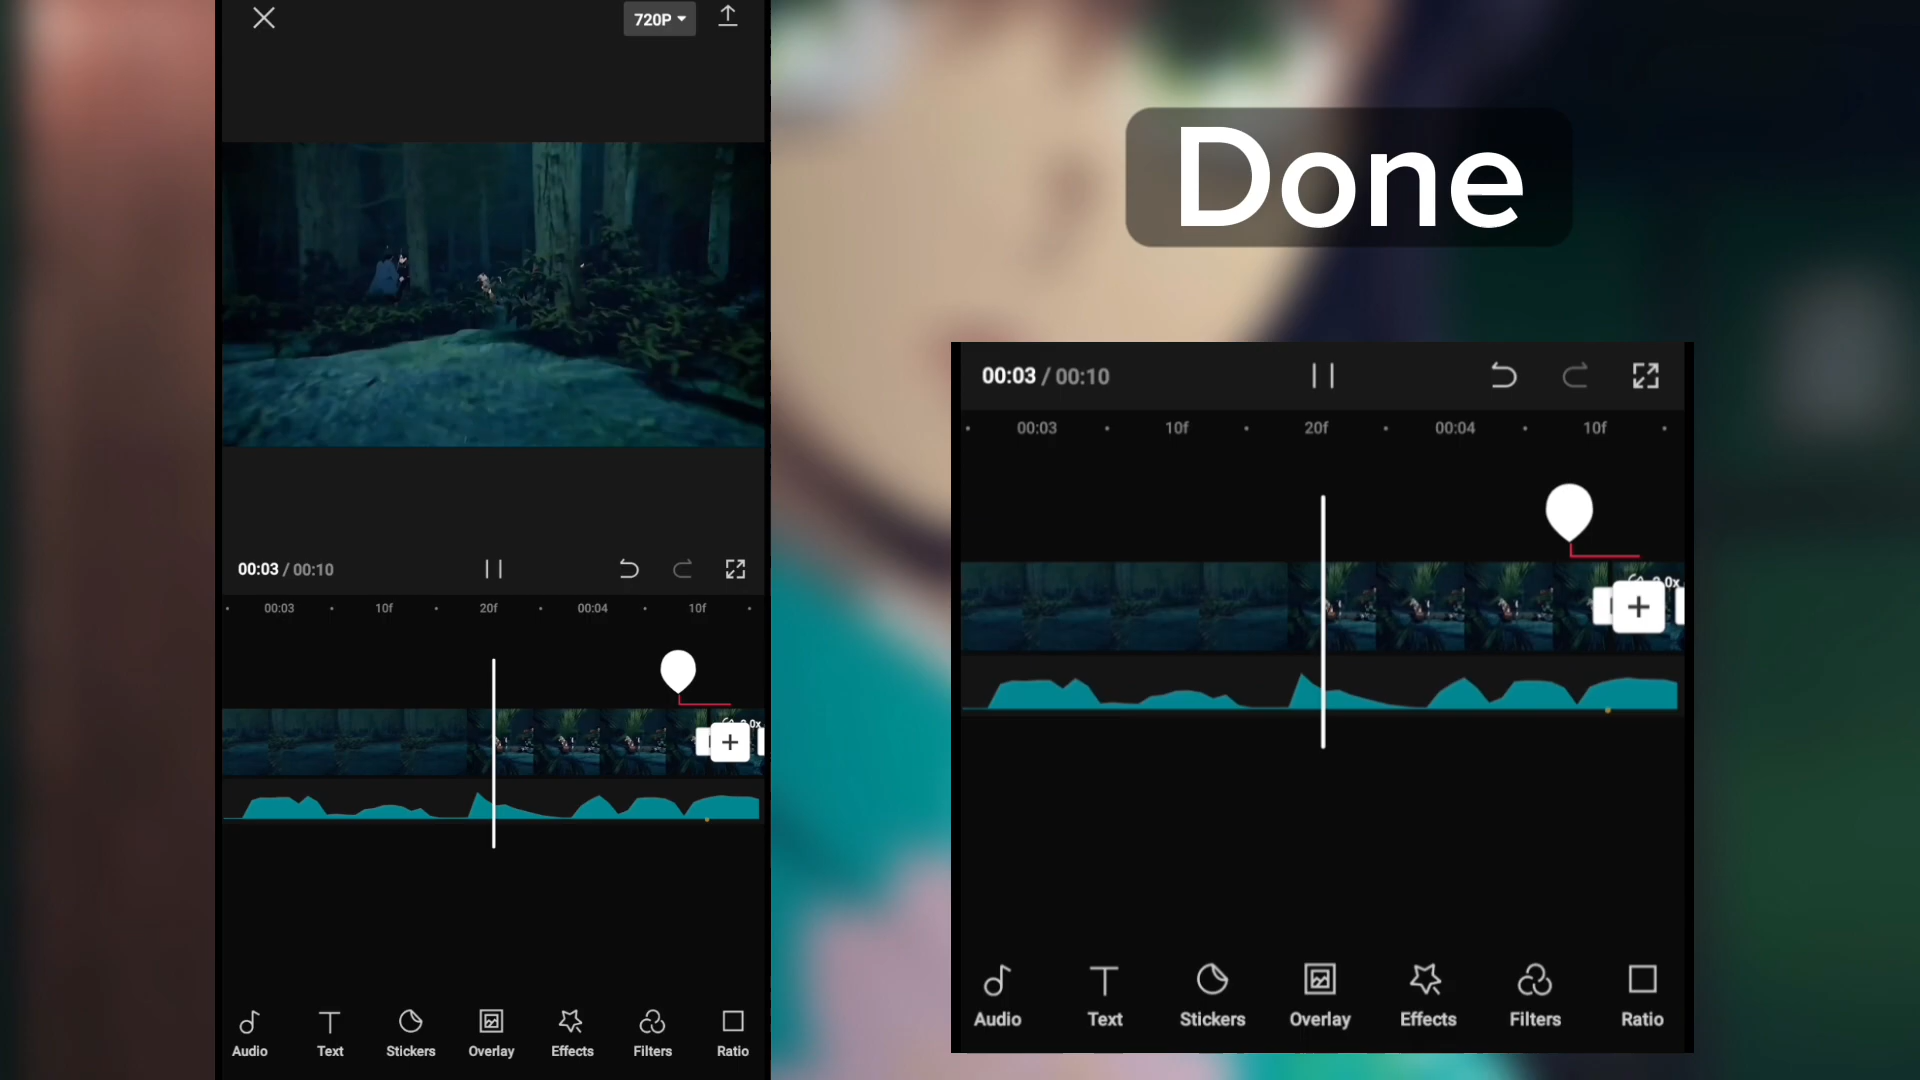 720P
00:03 / 00:10
00:03 10f 20f 00:04 10f
Audio Text Stickers Overlay Effects Filters Ratio
Done
00:03 / 00:10
00:03 10f 20f 00:04 10f
Audio Text Stickers Overlay Effects Filters Ratio